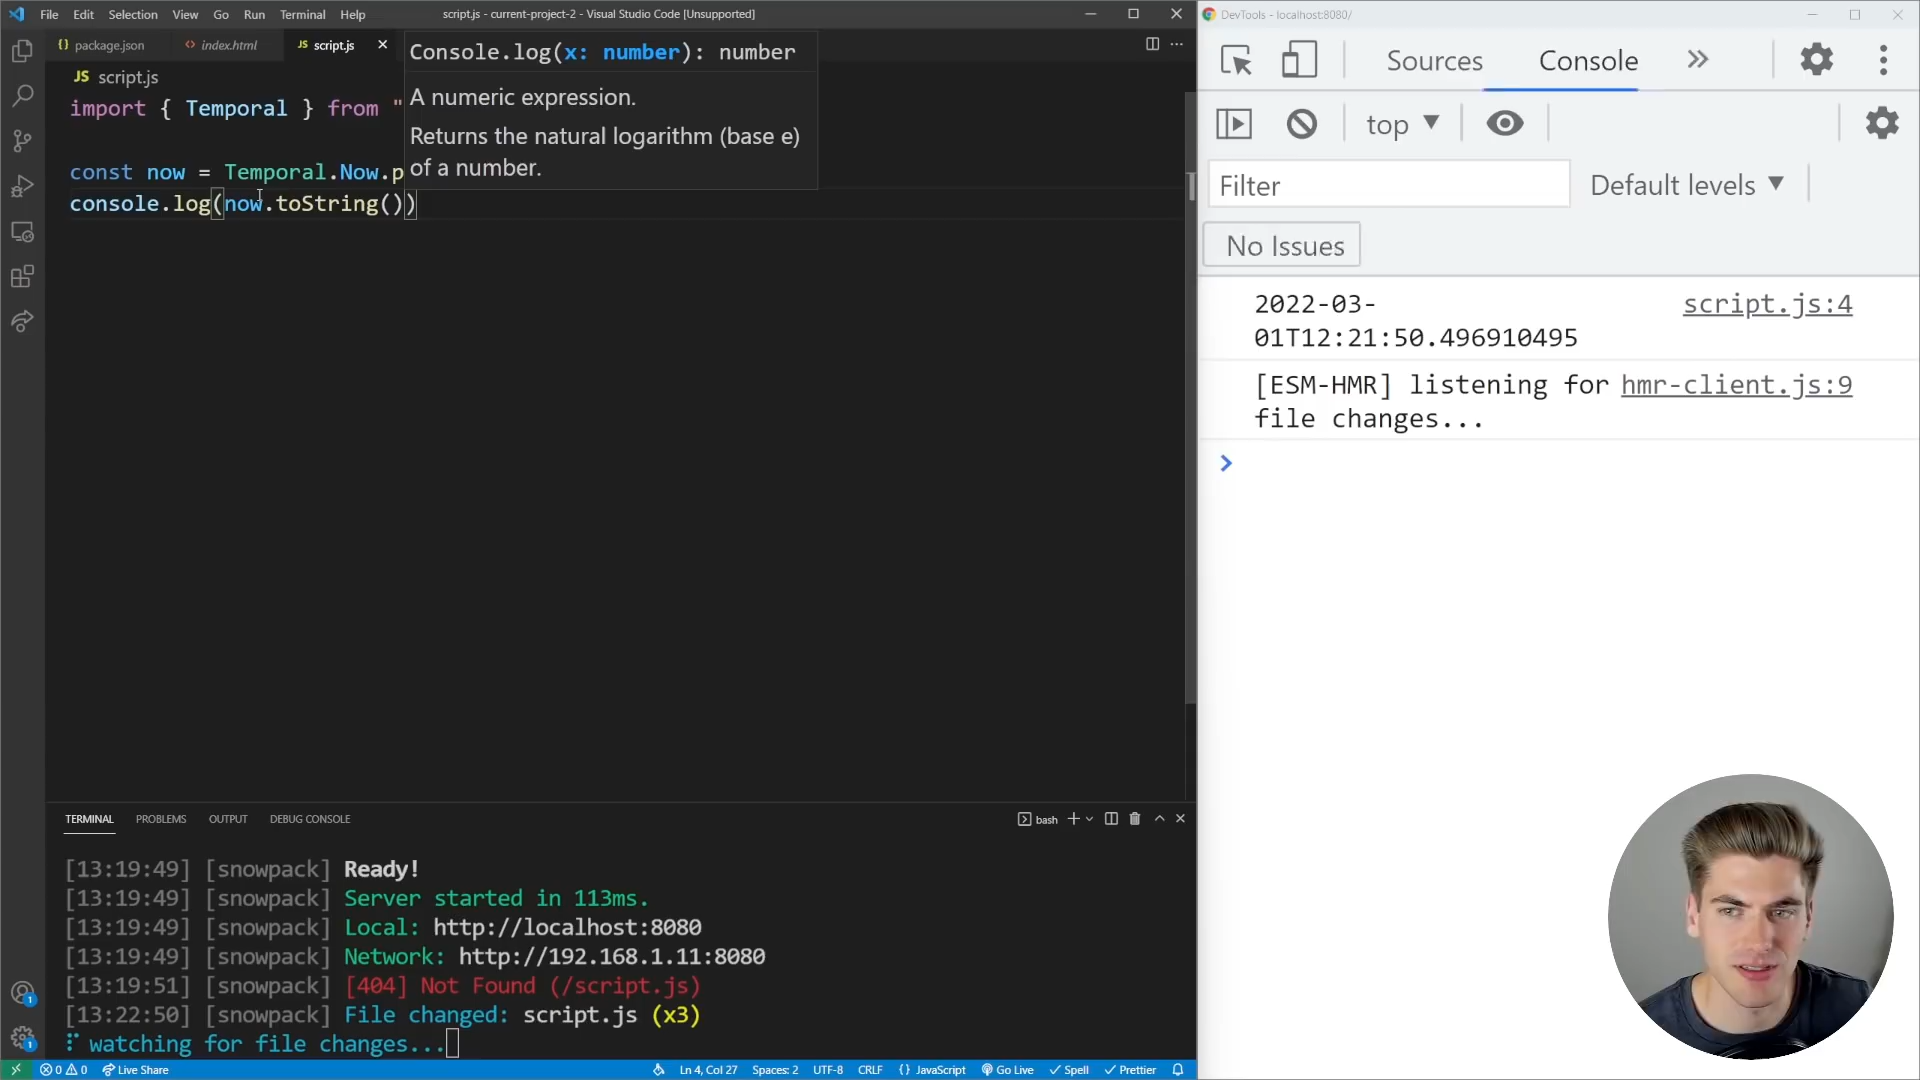 File Edit Selection View Go Run Terminal Help
script.js - current-project-2 - Visual Studio Code [Unsupported]
{} package.json <> index.html JS script.js
JS script.js
import { Temporal } from "
const now = Temporal.Now.p
console.log(now.toString())
Console.log(x: number): number
A numeric expression.
Returns the natural logarithm (base e)
of a number.
TERMINAL PROBLEMS OUTPUT DEBUG CONSOLE
bash
[13:19:49] [snowpack] Ready!
[13:19:49] [snowpack] Server started in 113ms.
[13:19:49] [snowpack] Local: http://localhost:8080
[13:19:49] [snowpack] Network: http://192.168.1.11:8080
[13:19:51] [snowpack] [404] Not Found (/script.js)
[13:22:50] [snowpack] File changed: script.js (x3)
watching for file changes...
1
1
0 0 Live Share
Ln 4, Col 27 Spaces: 2 UTF-8 CRLF {} JavaScript Go Live Spell Prettier
DevTools - localhost:8080/
Sources Console
top
Filter
Default levels
No Issues
2022-03-
01T12:21:50.496910495
script.js:4
[ESM-HMR] listening for
file changes...
hmr-client.js:9